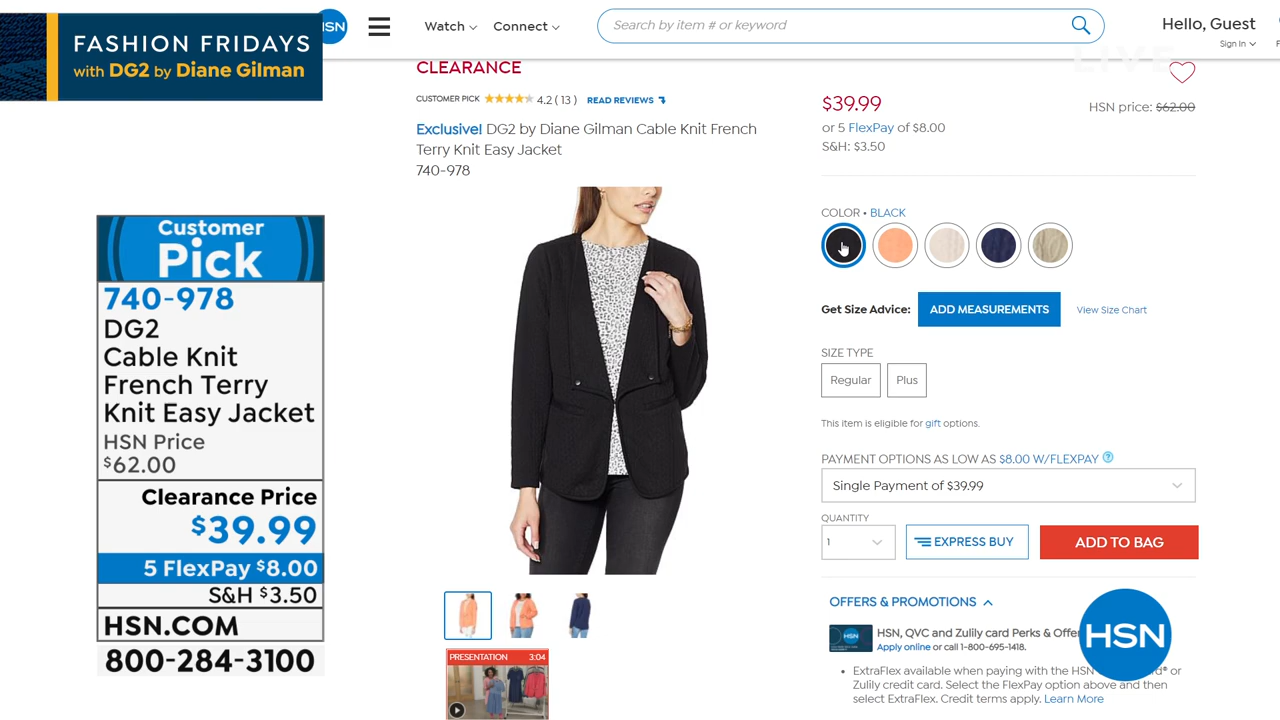 FASHION FRIDAYS
with DG2 by Diane Gilman
HSN
Watch
Connect
Search by item # or keyword
Hello, Guest
Sign In
LIVE
CLEARANCE
CUSTOMER PICK 4.2 ( 13 ) READ REVIEWS
Exclusive! DG2 by Diane Gilman Cable Knit French
Terry Knit Easy Jacket
740-978
$39.99
HSN price: $62.00
or 5 FlexPay of $8.00
S&H: $3.50
COLOR • BLACK
Get Size Advice: ADD MEASUREMENTS View Size Chart
SIZE TYPE
Regular Plus
This item is eligible for gift options.
PAYMENT OPTIONS AS LOW AS $8.00 W/FLEXPAY ?
Single Payment of $39.99
QUANTITY
1
EXPRESS BUY
ADD TO BAG
OFFERS & PROMOTIONS
HSN
HSN, QVC and Zulily card Perks & Offe
Apply online or call 1-800-695-1418.
• ExtraFlex available when paying with the HSN rd® or
Zulily credit card. Select the FlexPay option above and then
select ExtraFlex. Credit terms apply. Learn More
HSN
Customer
Pick
740-978
DG2
Cable Knit
French Terry
Knit Easy Jacket
HSN Price
$62.00
Clearance Price
$39.99
5 FlexPay $8.00
S&H $3.50
HSN.COM
800-284-3100
PRESENTATION 3:04